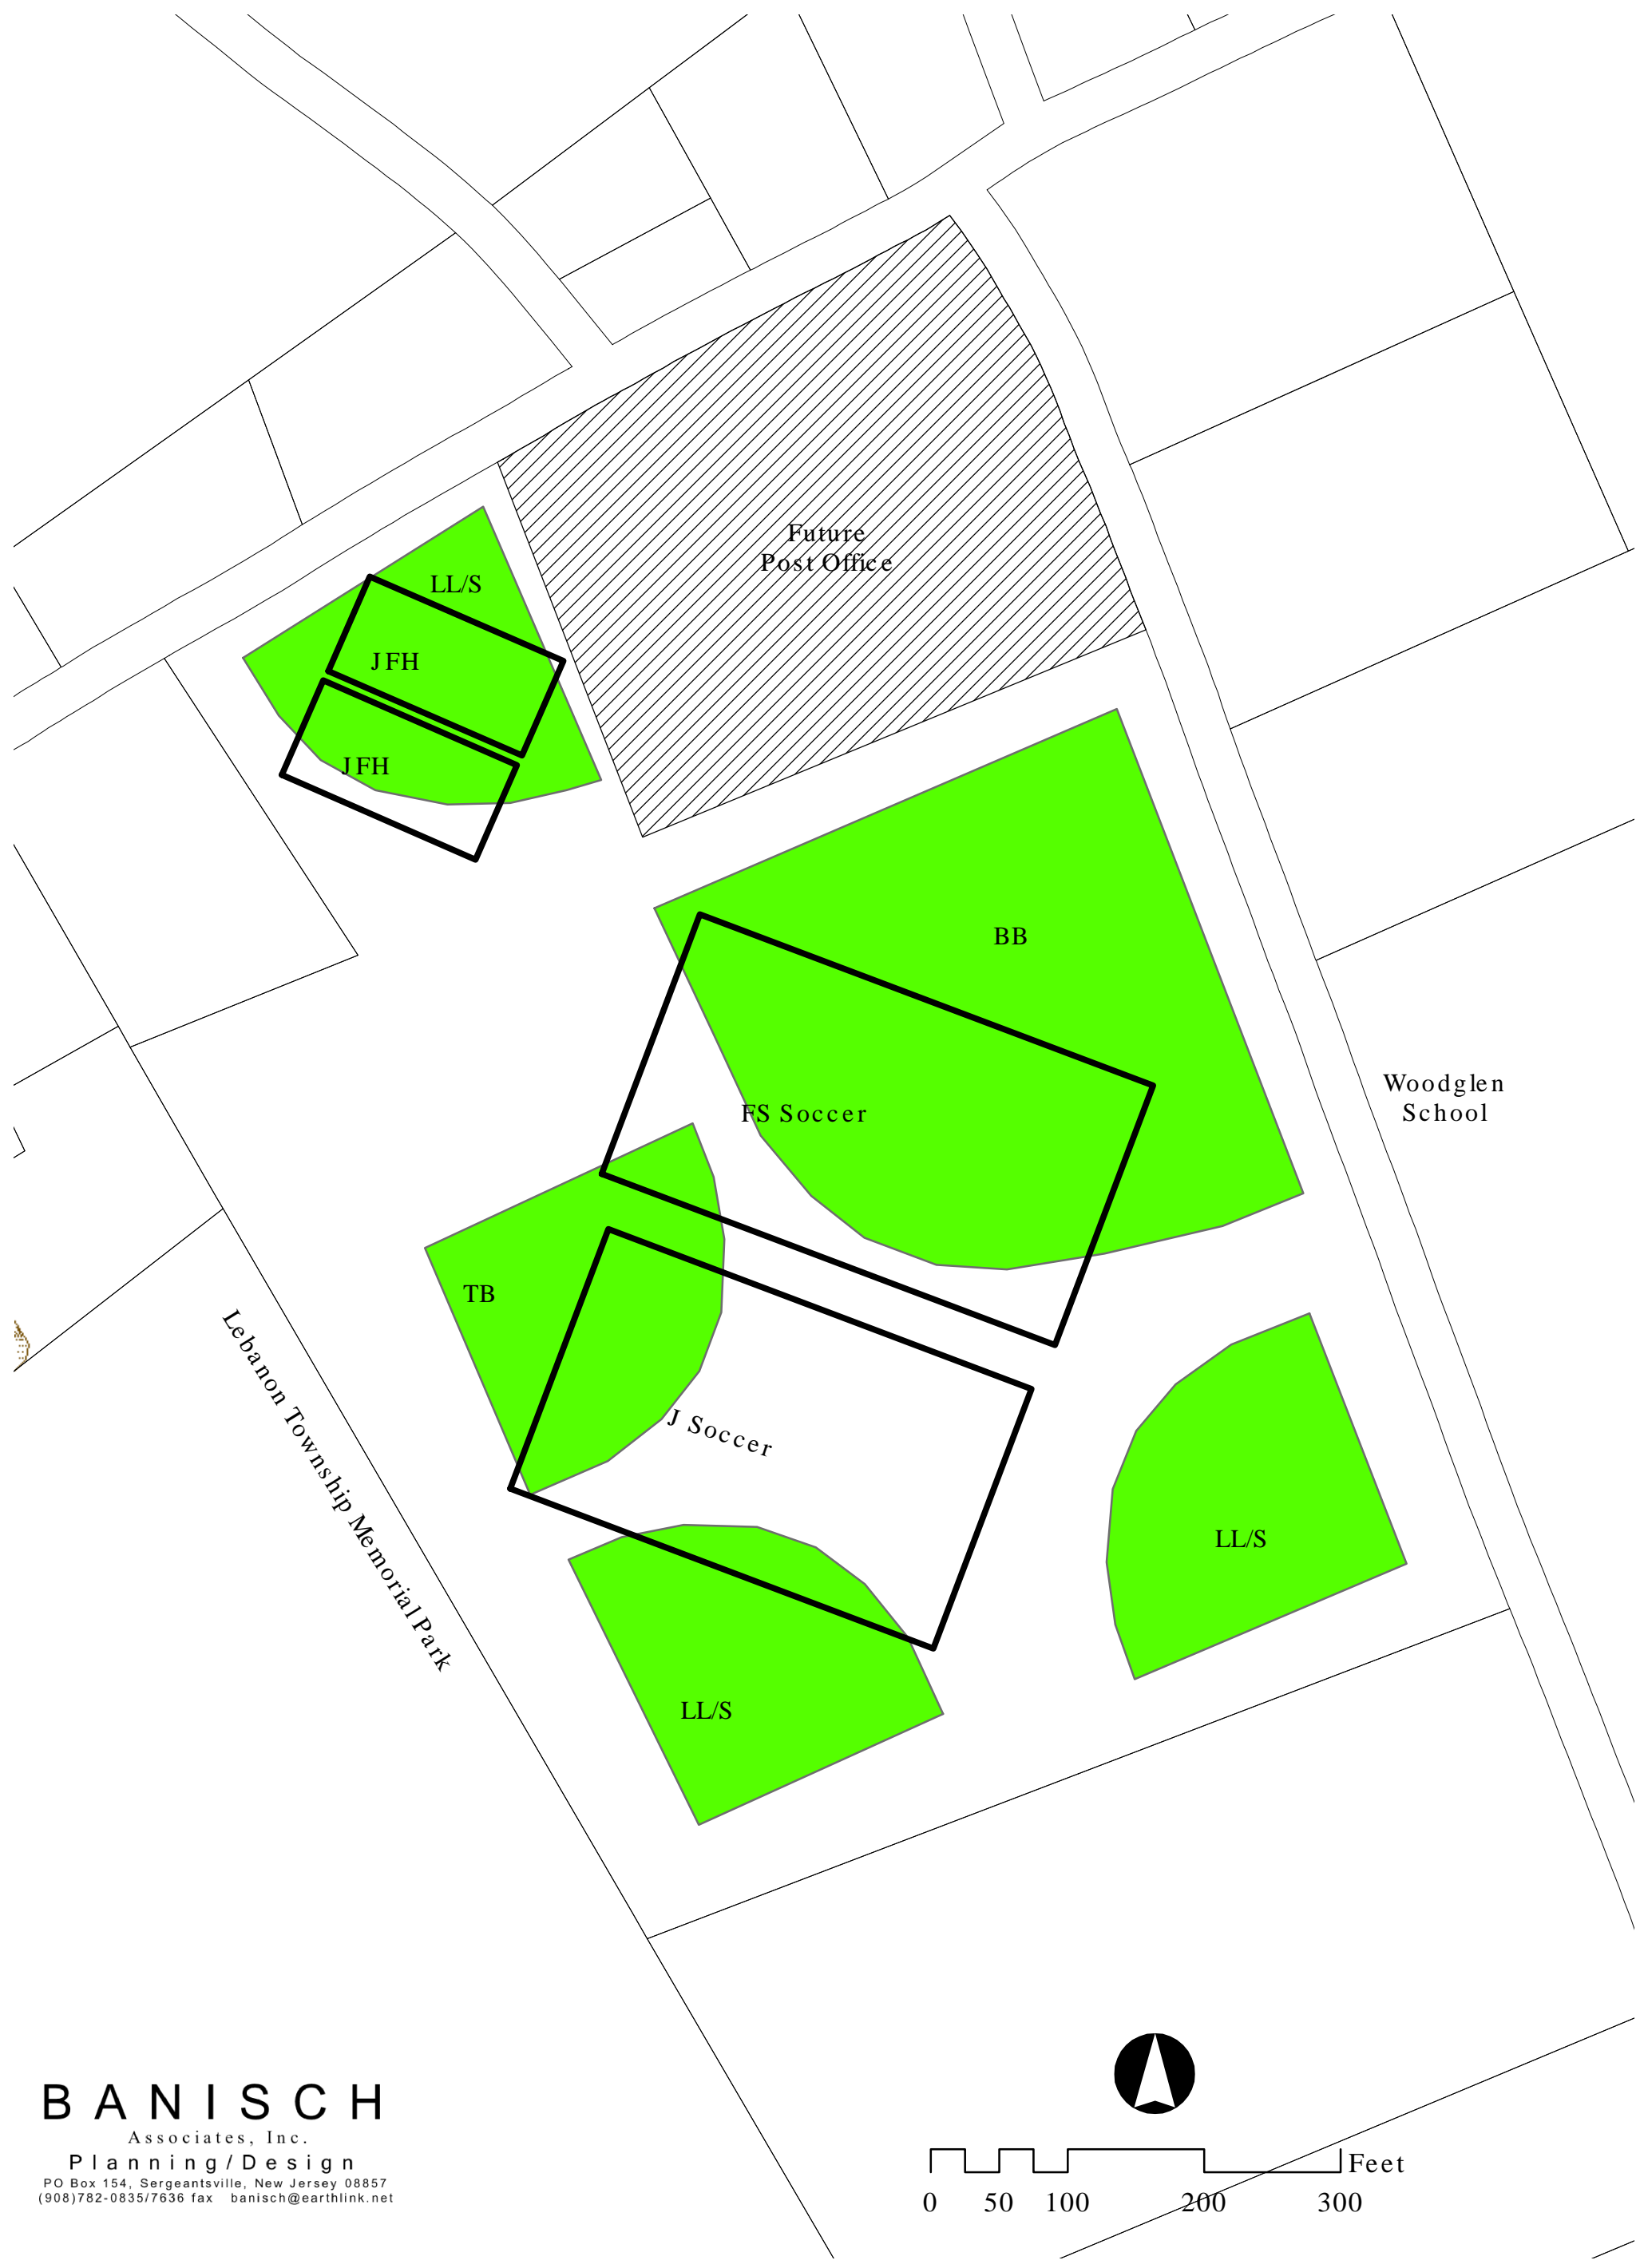 Future
Post Office
LL/S
JFH
JFH
BB
FS Soccer
Woodglen
School
TB
J Soccer
Lebanon Township Memorial Park
LL/S
LL/S
BANISCH
Associates, Inc.
Planning/Design
PO Box 154, Sergeantsville, New Jersey 08857
(908)782-0835/7636 fax banisch@earthlink.net
Feet
0 50 100 200 300